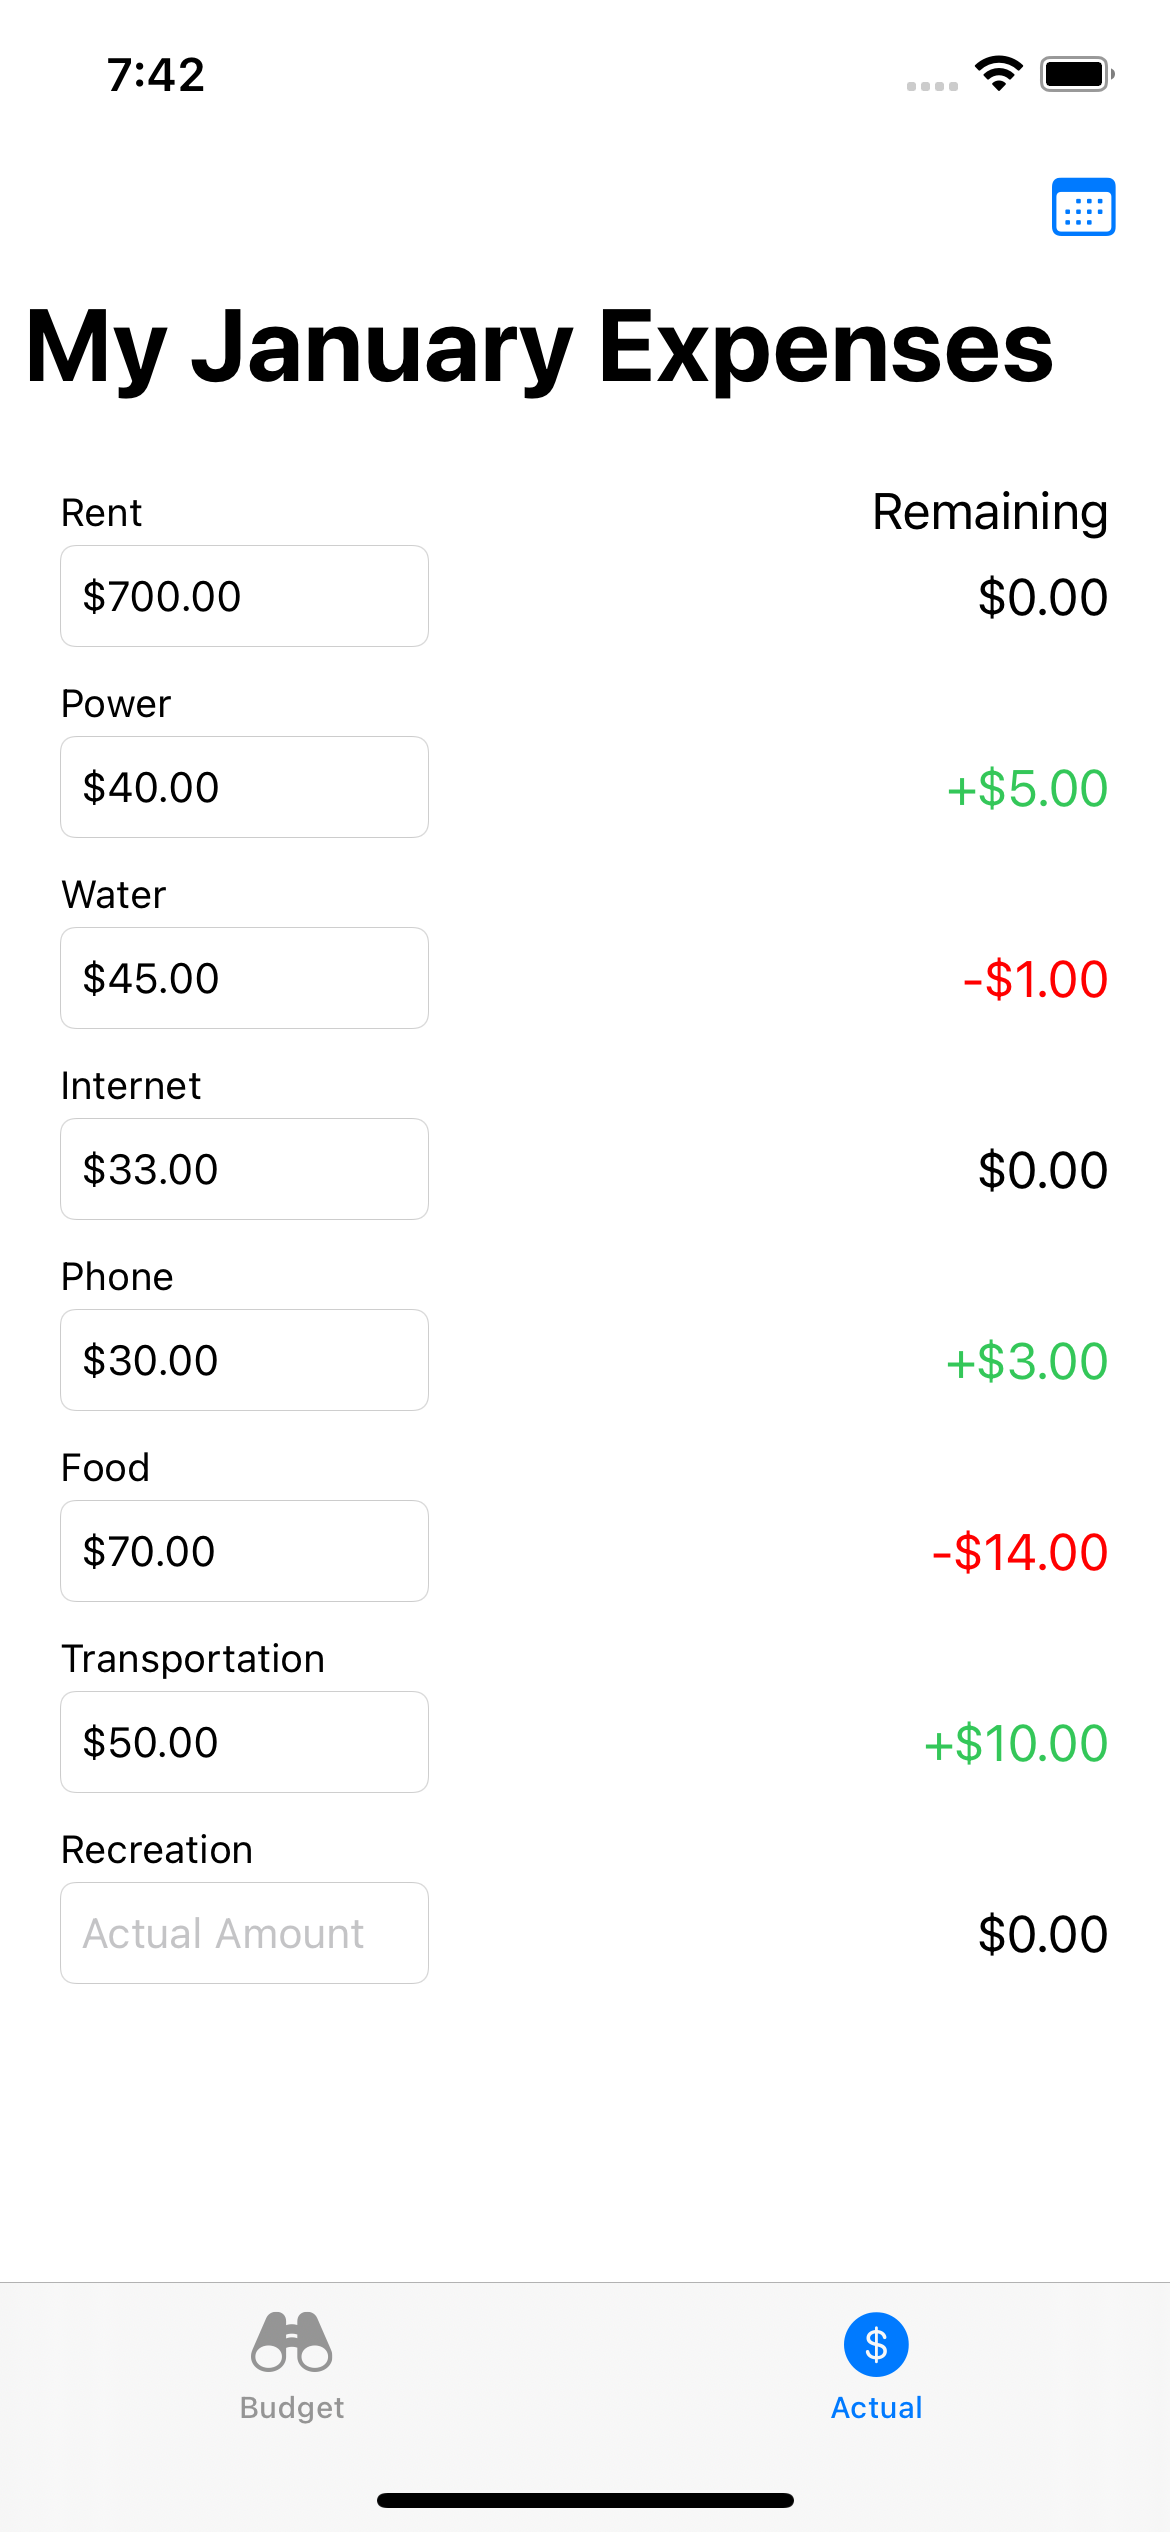 7:42
My January Expenses
Rent
Remaining
$700.00
$0.00
Power
$40.00
+$5.00
Water
$45.00
-$1.00
Internet
$33.00
$0.00
Phone
$30.00
+$3.00
Food
$70.00
-$14.00
Transportation
$50.00
+$10.00
Recreation
Actual Amount
$0.00
$
Budget
Actual